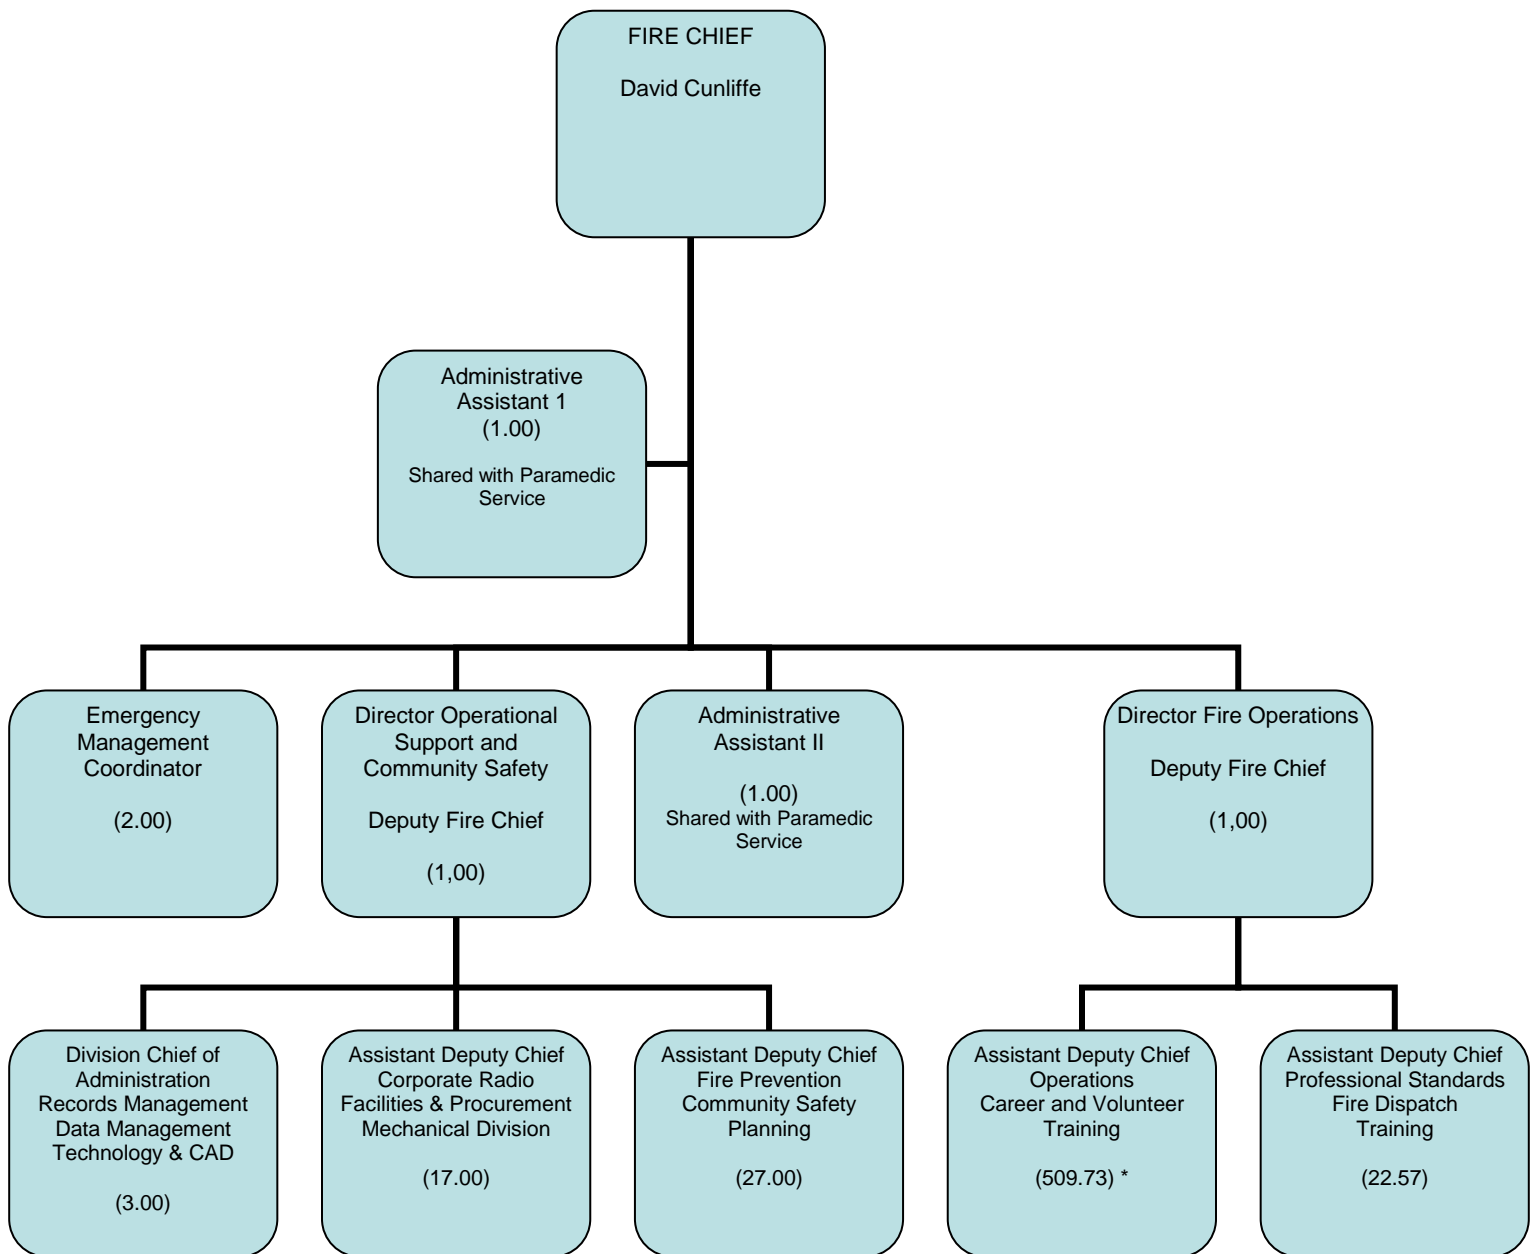 FIRE CHIEF
David Cunliffe
Administrative
Assistant 1
(1.00)
Shared with Paramedic
Service
Emergency
Management
Coordinator
(2.00)
Director Operational
Support and
Community Safety
Deputy Fire Chief
(1,00)
Administrative
Assistant II
(1.00)
Shared with Paramedic
Service
Director Fire Operations
Deputy Fire Chief
(1,00)
Division Chief of
Administration
Records Management
Data Management
Technology & CAD
(3.00)
Assistant Deputy Chief
Corporate Radio
Facilities & Procurement
Mechanical Division
(17.00)
Assistant Deputy Chief
Fire Prevention
Community Safety
Planning
(27.00)
Assistant Deputy Chief
Operations
Career and Volunteer
Training
(509.73) *
Assistant Deputy Chief
Professional Standards
Fire Dispatch
Training
(22.57)